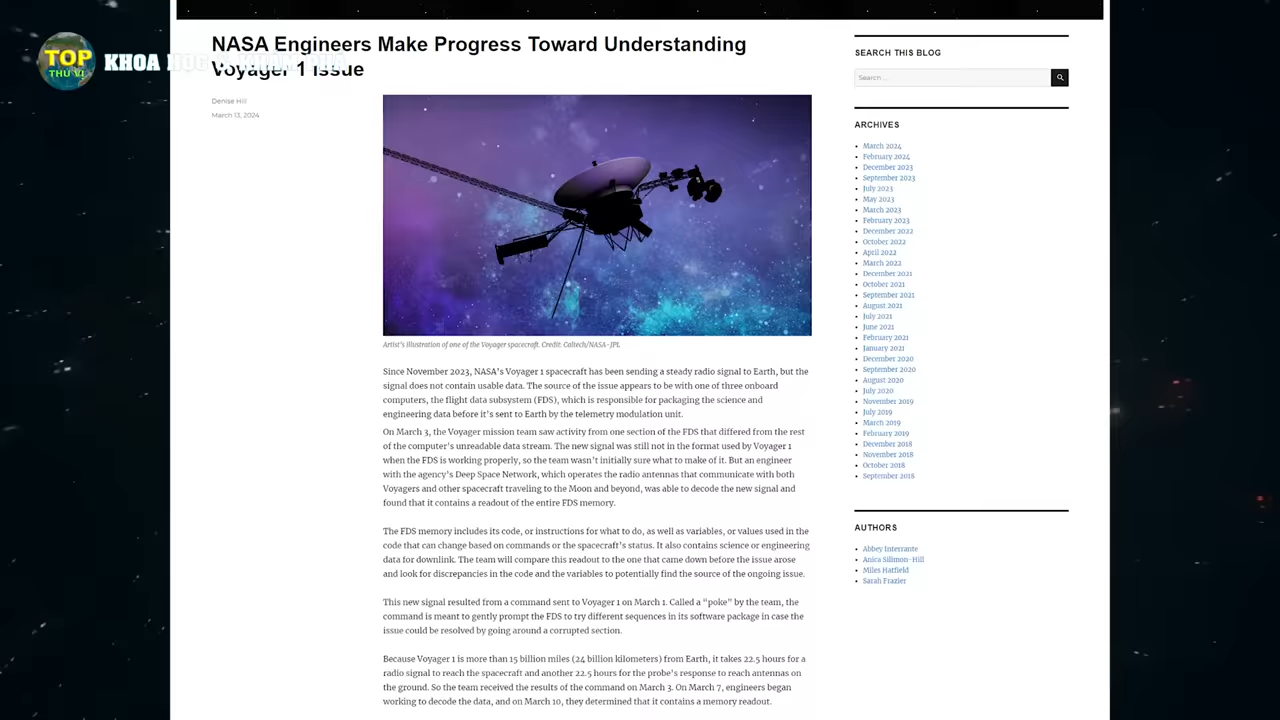 TOP
THÚ VỊ
KHOA HỌC
NASA Engineers Make Progress Toward Understanding
Voyager 1 Issue
Denise Hill
March 13, 2024
Artist's illustration of one of the Voyager spacecraft. Credit: Caltech/NASA-JPL
Since November 2023, NASA's Voyager 1 spacecraft has been sending a steady radio signal to Earth, but the
signal does not contain usable data. The source of the issue appears to be with one of three onboard
computers, the flight data subsystem (FDS), which is responsible for packaging the science and
engineering data before it's sent to Earth by the telemetry modulation unit.
On March 3, the Voyager mission team saw activity from one section of the FDS that differed from the rest
of the computer's unreadable data stream. The new signal was still not in the format used by Voyager 1
when the FDS is working properly, so the team wasn't initially sure what to make of it. But an engineer
with the agency's Deep Space Network, which operates the radio antennas that communicate with both
Voyagers and other spacecraft traveling to the Moon and beyond, was able to decode the new signal and
found that it contains a readout of the entire FDS memory.
The FDS memory includes its code, or instructions for what to do, as well as variables, or values used in the
code that can change based on commands or the spacecraft's status. It also contains science or engineering
data for downlink. The team will compare this readout to the one that came down before the issue arose
and look for discrepancies in the code and the variables to potentially find the source of the ongoing issue.
This new signal resulted from a command sent to Voyager 1 on March 1. Called a "poke" by the team, the
command is meant to gently prompt the FDS to try different sequences in its software package in case the
issue could be resolved by going around a corrupted section.
Because Voyager 1 is more than 15 billion miles (24 billion kilometers) from Earth, it takes 22.5 hours for a
radio signal to reach the spacecraft and another 22.5 hours for the probe's response to reach antennas on
the ground. So the team received the results of the command on March 3. On March 7, engineers began
working to decode the data, and on March 10, they determined that it contains a memory readout.
SEARCH THIS BLOG
Search ...
ARCHIVES
March 2024
February 2024
December 2023
September 2023
July 2023
May 2023
March 2023
February 2023
December 2022
October 2022
April 2022
March 2022
December 2021
October 2021
September 2021
August 2021
July 2021
June 2021
February 2021
January 2021
December 2020
September 2020
August 2020
July 2020
November 2019
July 2019
March 2019
February 2019
December 2018
November 2018
October 2018
September 2018
AUTHORS
Abbey Interrante
Anica Silimon-Hill
Miles Hatfield
Sarah Frazier